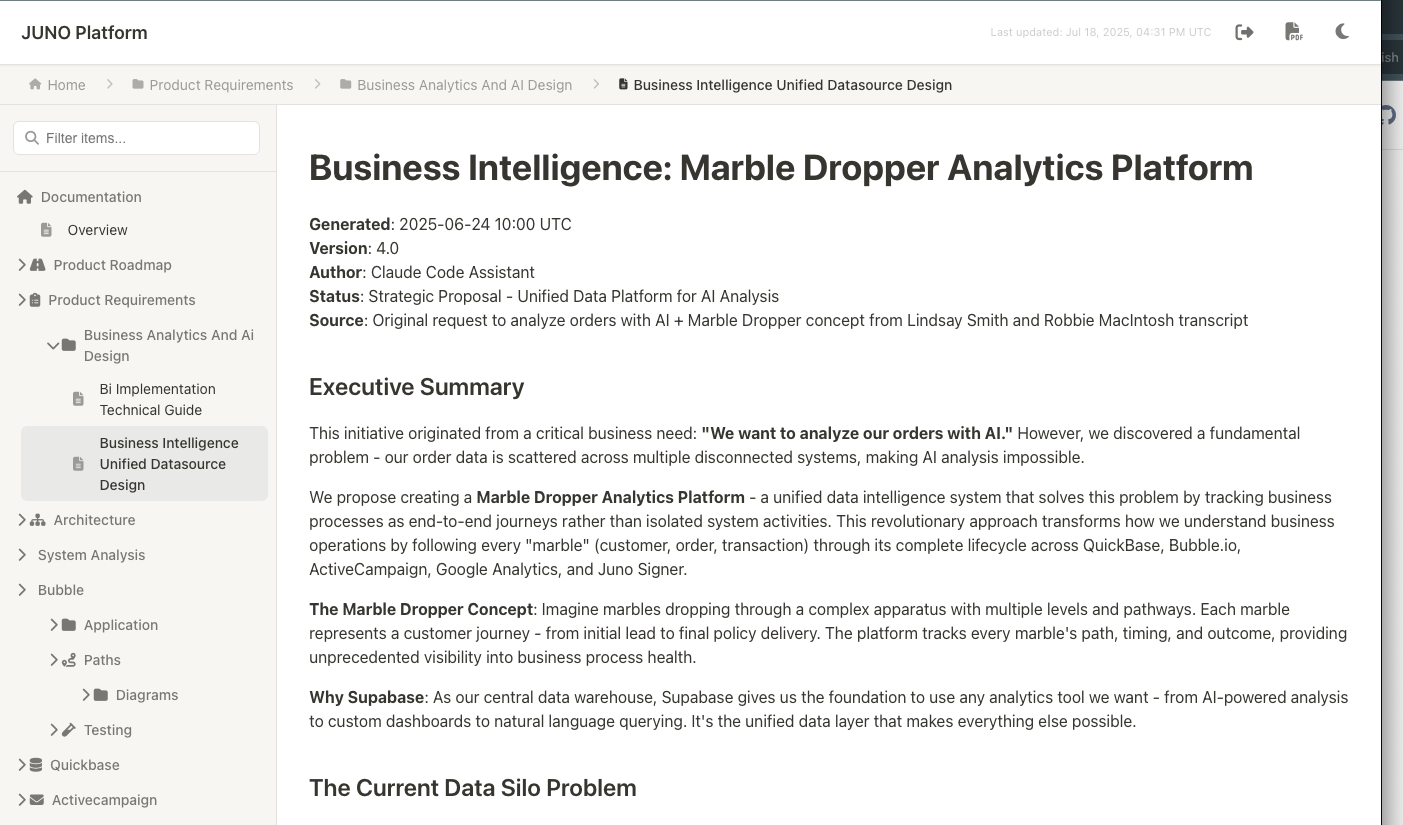 JUNO Platform
Last updated: Jul 18, 2025, 04:31 PM UTC
PDF
ish
Home
Product Requirements
Business Analytics And AI Design
Business Intelligence Unified Datasource Design
Filter items...
Documentation
Overview
Product Roadmap
Product Requirements
Business Analytics And Ai
Design
Bi Implementation
Technical Guide
Business Intelligence
Unified Datasource
Design
Architecture
System Analysis
Bubble
Application
Paths
Diagrams
Testing
Quickbase
Activecampaign
Business Intelligence: Marble Dropper Analytics Platform
Generated: 2025-06-24 10:00 UTC
Version: 4.0
Author: Claude Code Assistant
Status: Strategic Proposal - Unified Data Platform for AI Analysis
Source: Original request to analyze orders with AI + Marble Dropper concept from Lindsay Smith and Robbie MacIntosh transcript
Executive Summary
This initiative originated from a critical business need: "We want to analyze our orders with AI." However, we discovered a fundamental
problem - our order data is scattered across multiple disconnected systems, making AI analysis impossible.
We propose creating a Marble Dropper Analytics Platform - a unified data intelligence system that solves this problem by tracking business
processes as end-to-end journeys rather than isolated system activities. This revolutionary approach transforms how we understand business
operations by following every "marble" (customer, order, transaction) through its complete lifecycle across QuickBase, Bubble.io,
ActiveCampaign, Google Analytics, and Juno Signer.
The Marble Dropper Concept: Imagine marbles dropping through a complex apparatus with multiple levels and pathways. Each marble
represents a customer journey - from initial lead to final policy delivery. The platform tracks every marble's path, timing, and outcome, providing
unprecedented visibility into business process health.
Why Supabase: As our central data warehouse, Supabase gives us the foundation to use any analytics tool we want - from AI-powered analysis
to custom dashboards to natural language querying. It's the unified data layer that makes everything else possible.
The Current Data Silo Problem